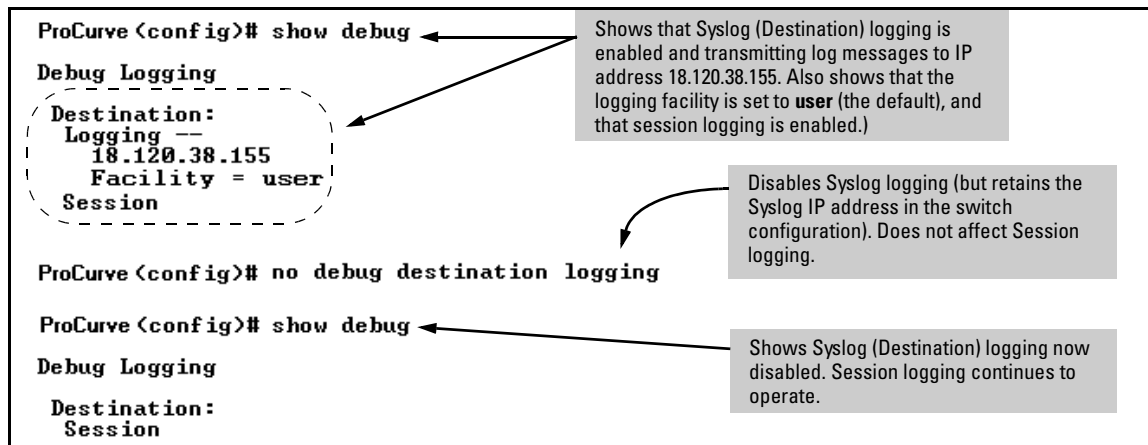 ProCurve <config># show debug
Shows that Syslog (Destination) logging is
enabled and transmitting log messages to IP
address 18.120.38.155. Also shows that the
logging facility is set to user (the default), and
that session logging is enabled.)
Debug Logging
Destination:
Logging --
18.120.38.155
Facility = user
Session
Disables Syslog logging (but retains the
Syslog IP address in the switch
configuration). Does not affect Session
logging.
ProCurve <config># no debug destination logging
ProCurve <config># show debug
Shows Syslog (Destination) logging now
disabled. Session logging continues to
operate.
Debug Logging
Destination:
Session